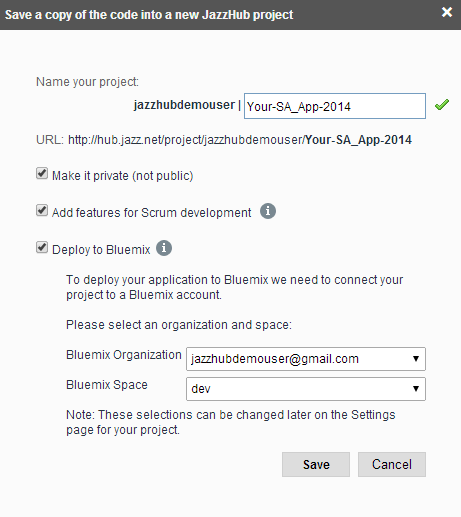 Save a copy of the code into a new JazzHub project
Name your project:
jazzhubdemouser | Your-SA_App-2014
URL: http://hub.jazz.net/project/jazzhubdemouser/Your-SA_App-2014
Make it private (not public)
Add features for Scrum development
Deploy to Bluemix
To deploy your application to Bluemix we need to connect your
project to a Bluemix account.
Please select an organization and space:
Bluemix Organization jazzhubdemouser@gmail.com
Bluemix Space dev
Note: These selections can be changed later on the Settings
page for your project.
Save Cancel